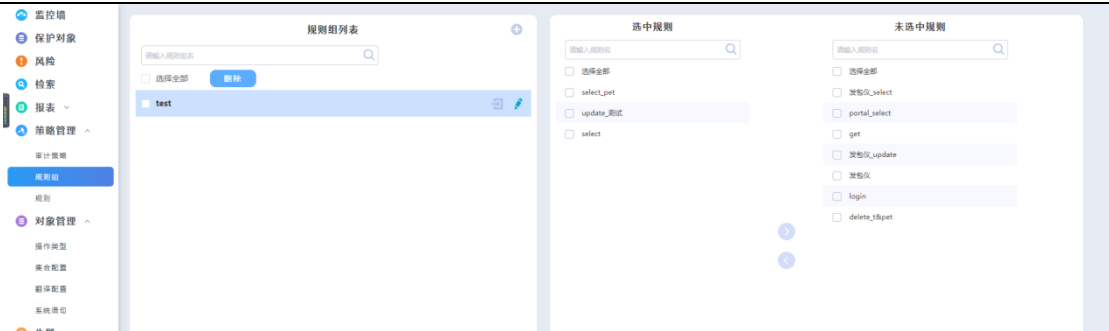 监控墙
保护对象
风险
检索
报表
策略管理
审计策略
规则组
规则
对象管理
操作类型
集合配置
翻译配置
系统语句
规则组列表
请输入规则组名
选择全部
删除
test
选中规则
请输入规则名
选择全部
select_pet
update_测试
select
未选中规则
请输入规则名
选择全部
发包仪_select
portal_select
get
发包仪_update
发包仪
login
delete_t&pet